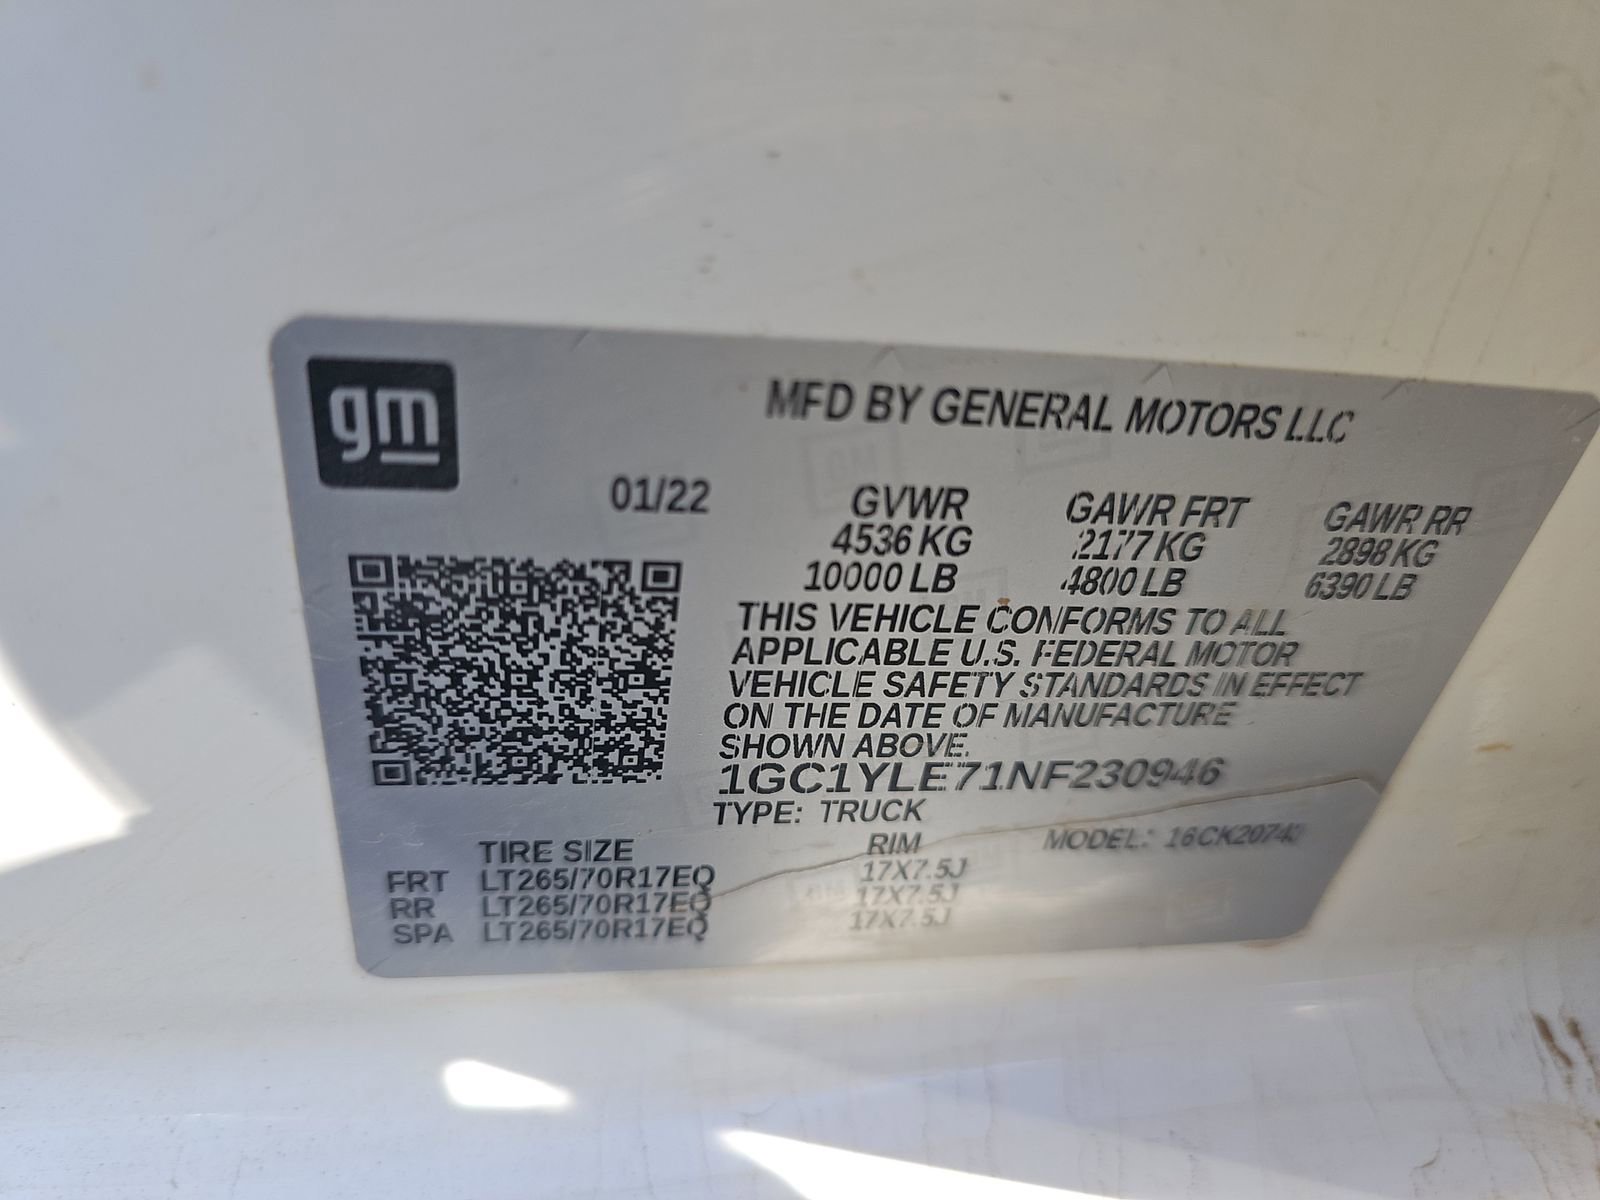 gm
MFD BY GENERAL MOTORS LLC
01/22
GVWR GAWR FRT GAWR RR
4536 KG 2177 KG 2898 KG
10000 LB 4800 LB 6390 LB
THIS VEHICLE CONFORMS TO ALL
APPLICABLE U.S. FEDERAL MOTOR
VEHICLE SAFETY STANDARDS IN EFFECT
ON THE DATE OF MANUFACTURE
SHOWN ABOVE.
1GC1YLE71NF230946
TYPE: TRUCK
TIRE SIZE RIM MODEL: 16CK20743
FRT LT265/70R17EQ 17X7.5J
RR LT265/70R17EQ 17X7.5J
SPA LT265/70R17EQ 17X7.5J